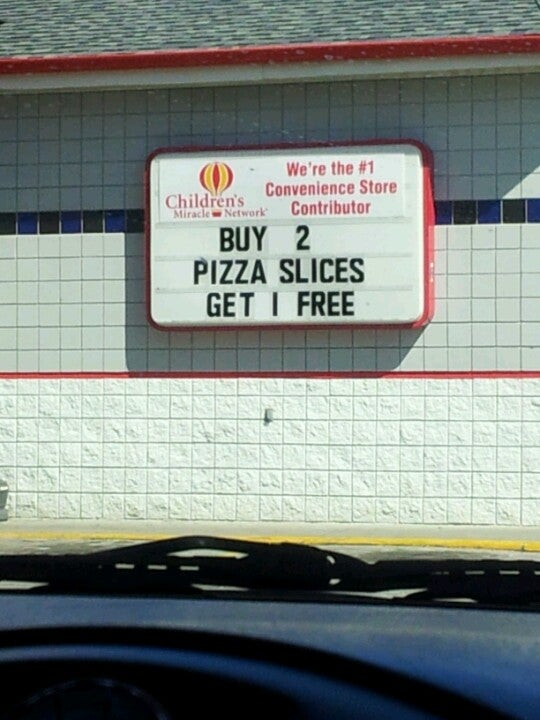 Children's
Miracle Network
We're the #1
Convenience Store
Contributor
BUY 2
PIZZA SLICES
GET I FREE